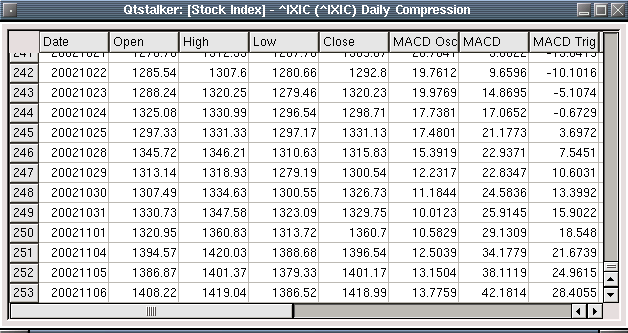 Qtstalker: [Stock Index] - ^IXIC (^IXIC) Daily Compression
Date Open High Low Close MACD Osc MACD MACD Trig
242 20021022 1285.54 1307.6 1280.66 1292.8 19.7612 9.6596 -10.1016
243 20021023 1288.24 1320.25 1279.46 1320.23 19.9769 14.8695 -5.1074
244 20021024 1325.08 1330.99 1296.54 1298.71 17.7381 17.0652 -0.6729
245 20021025 1297.33 1331.33 1297.17 1331.13 17.4801 21.1773 3.6972
246 20021028 1345.72 1346.21 1310.63 1315.83 15.3919 22.9371 7.5451
247 20021029 1313.14 1318.93 1279.19 1300.54 12.2317 22.8347 10.6031
248 20021030 1307.49 1334.63 1300.55 1326.73 11.1844 24.5836 13.3992
249 20021031 1330.73 1347.58 1323.09 1329.75 10.0123 25.9145 15.9022
250 20021101 1320.95 1360.83 1313.72 1360.7 10.5829 29.1309 18.548
251 20021104 1394.57 1420.03 1388.68 1396.54 12.5039 34.1779 21.6739
252 20021105 1386.87 1401.37 1379.33 1401.17 13.1504 38.1119 24.9615
253 20021106 1408.22 1419.04 1386.52 1418.99 13.7759 42.1814 28.4055